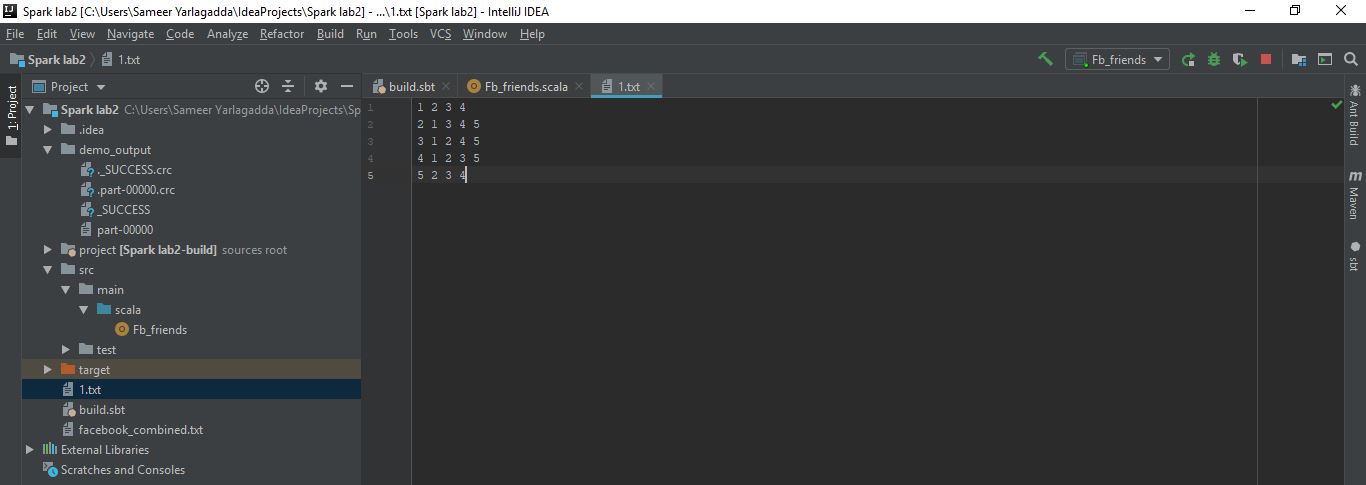 Spark lab2 [C:\Users\Sameer Yarlagadda\IdeaProjects\Spark lab2] - ...\1.txt [Spark lab2] - IntelliJ IDEA
File Edit View Navigate Code Analyze Refactor Build Run Tools VCS Window Help
Spark lab2 1.txt Fb_friends
1: Project
Project
Spark lab2 C:\Users\Sameer Yarlagadda\IdeaProjects\Sp
.idea
demo_output
._SUCCESS.crc
.part-00000.crc
_SUCCESS
part-00000
project [Spark lab2-build] sources root
src
main
scala
Fb_friends
test
target
1.txt
build.sbt
facebook_combined.txt
External Libraries
Scratches and Consoles
build.sbt Fb_friends.scala 1.txt
1 1 2 3 4
2 2 1 3 4 5
3 3 1 2 4 5
4 4 1 2 3 5
5 5 2 3 4
Ant Build
m Maven
sbt